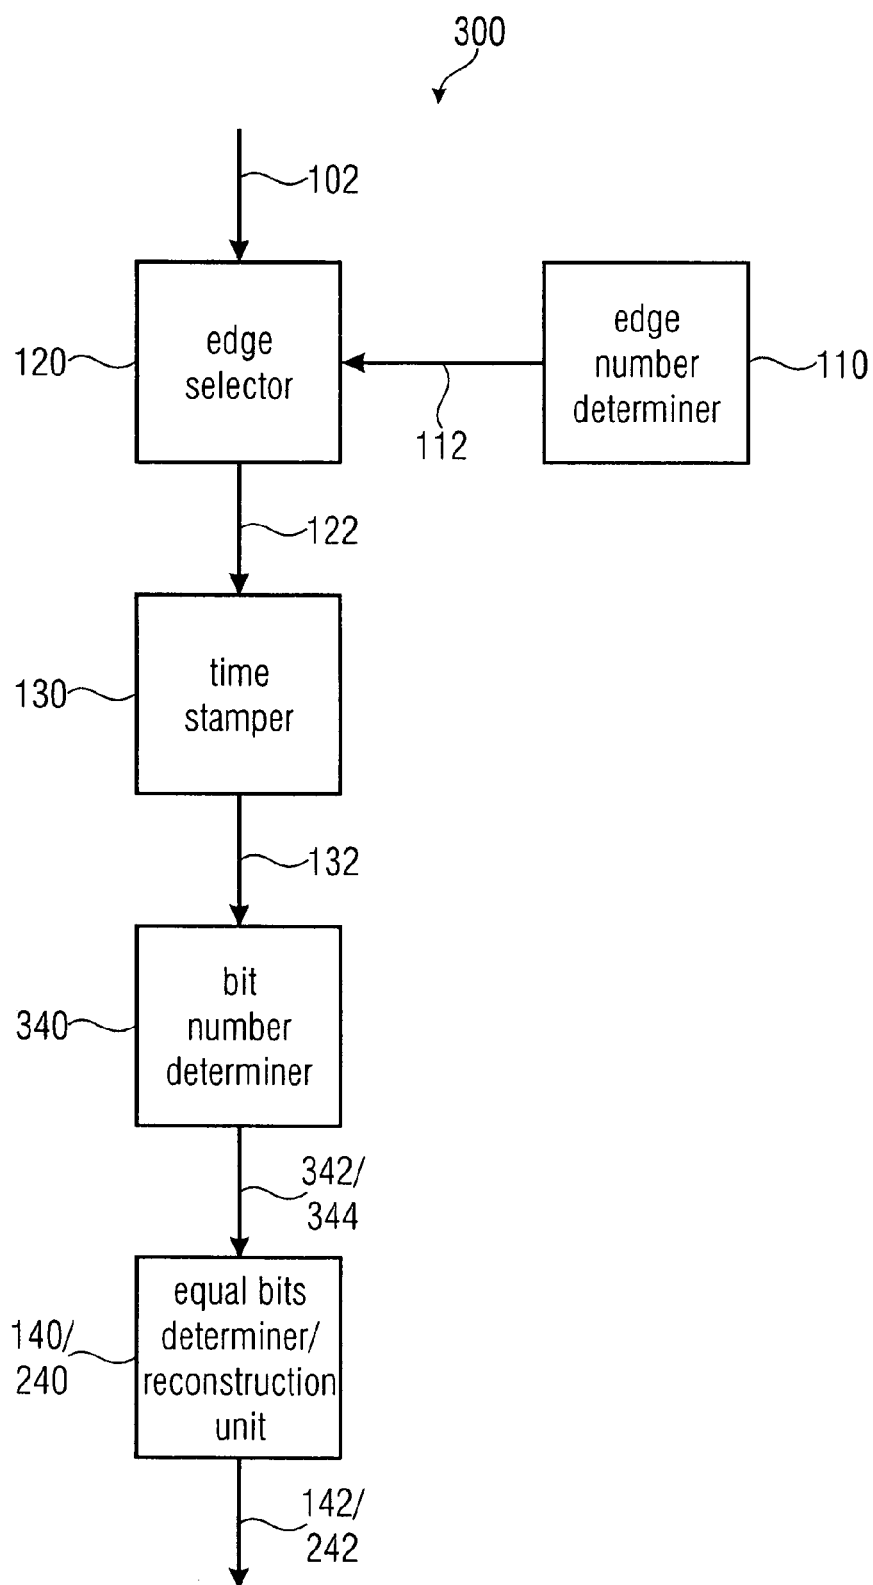 300
102
120
edge
selector
edge
number
determiner
110
112
122
130
time
stamper
132
340
bit
number
determiner
342/
344
140/
240
equal bits
determiner/
reconstruction
unit
142/
242